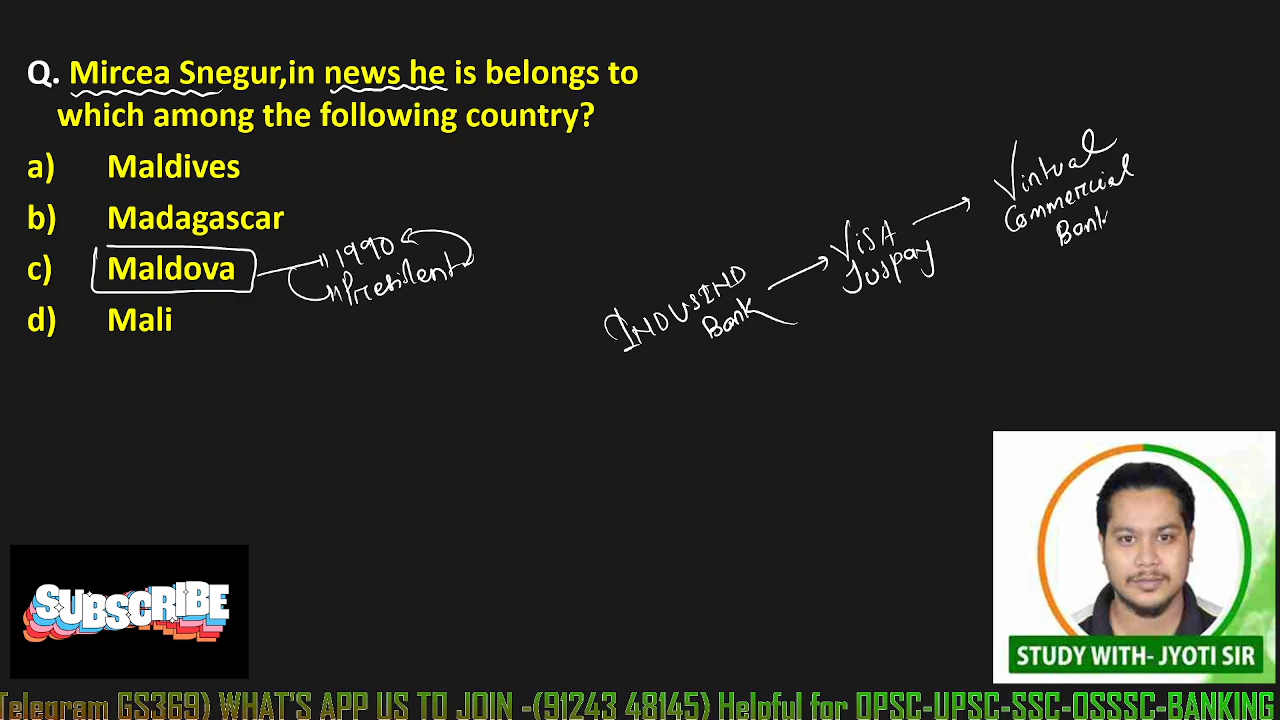 Q. Mircea Snegur,in news he is belongs to
which among the following country?
a) Maldives
b) Madagascar
c) Maldova
d) Mali
1990
President
INDUSIND
Bank
VISA
Juspay
Virtual
Commercial
Bank
SUBSCRIBE
STUDY WITH- JYOTI SIR
Telegram GS369) WHAT'S APP US TO JOIN -(91243 48145) Helpful for OPSC-UPSC-SSC-OSSSC-BANKING